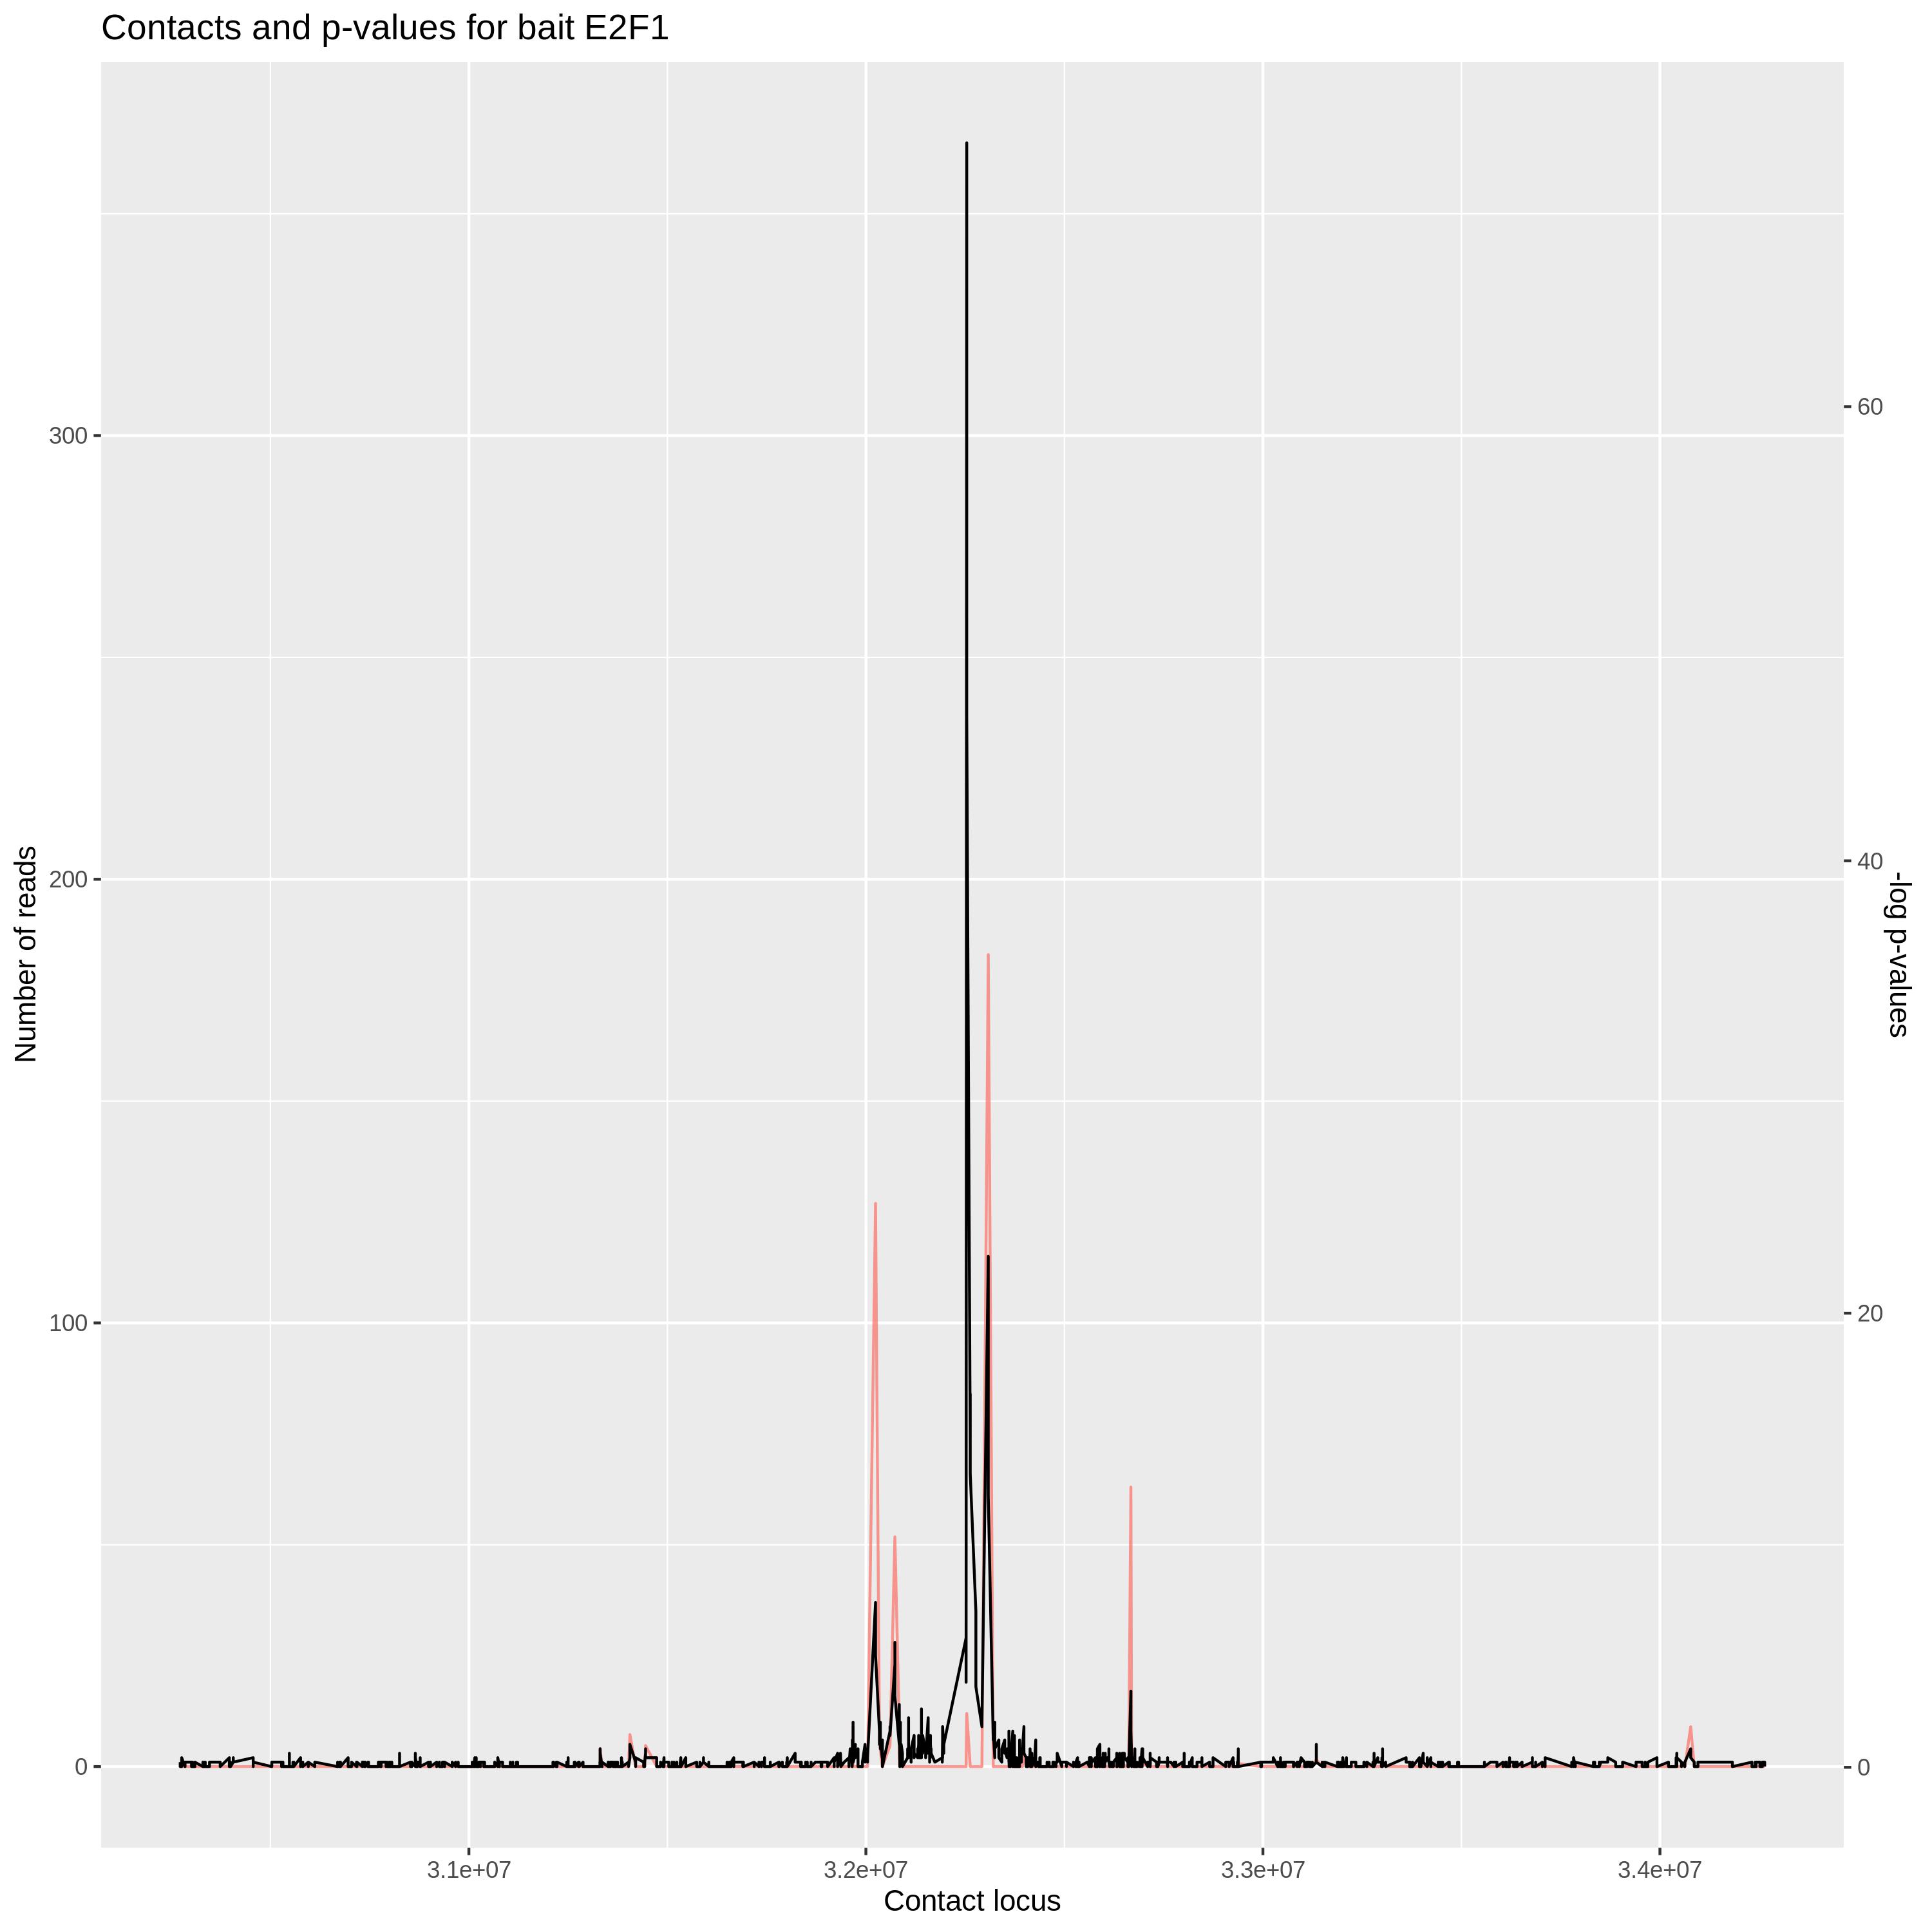 Contacts and p-values for bait E2F1
Number of reads
300
200
100
0
60
40
20
0
-log p-values
3.1e+07
3.2e+07
3.3e+07
3.4e+07
Contact locus